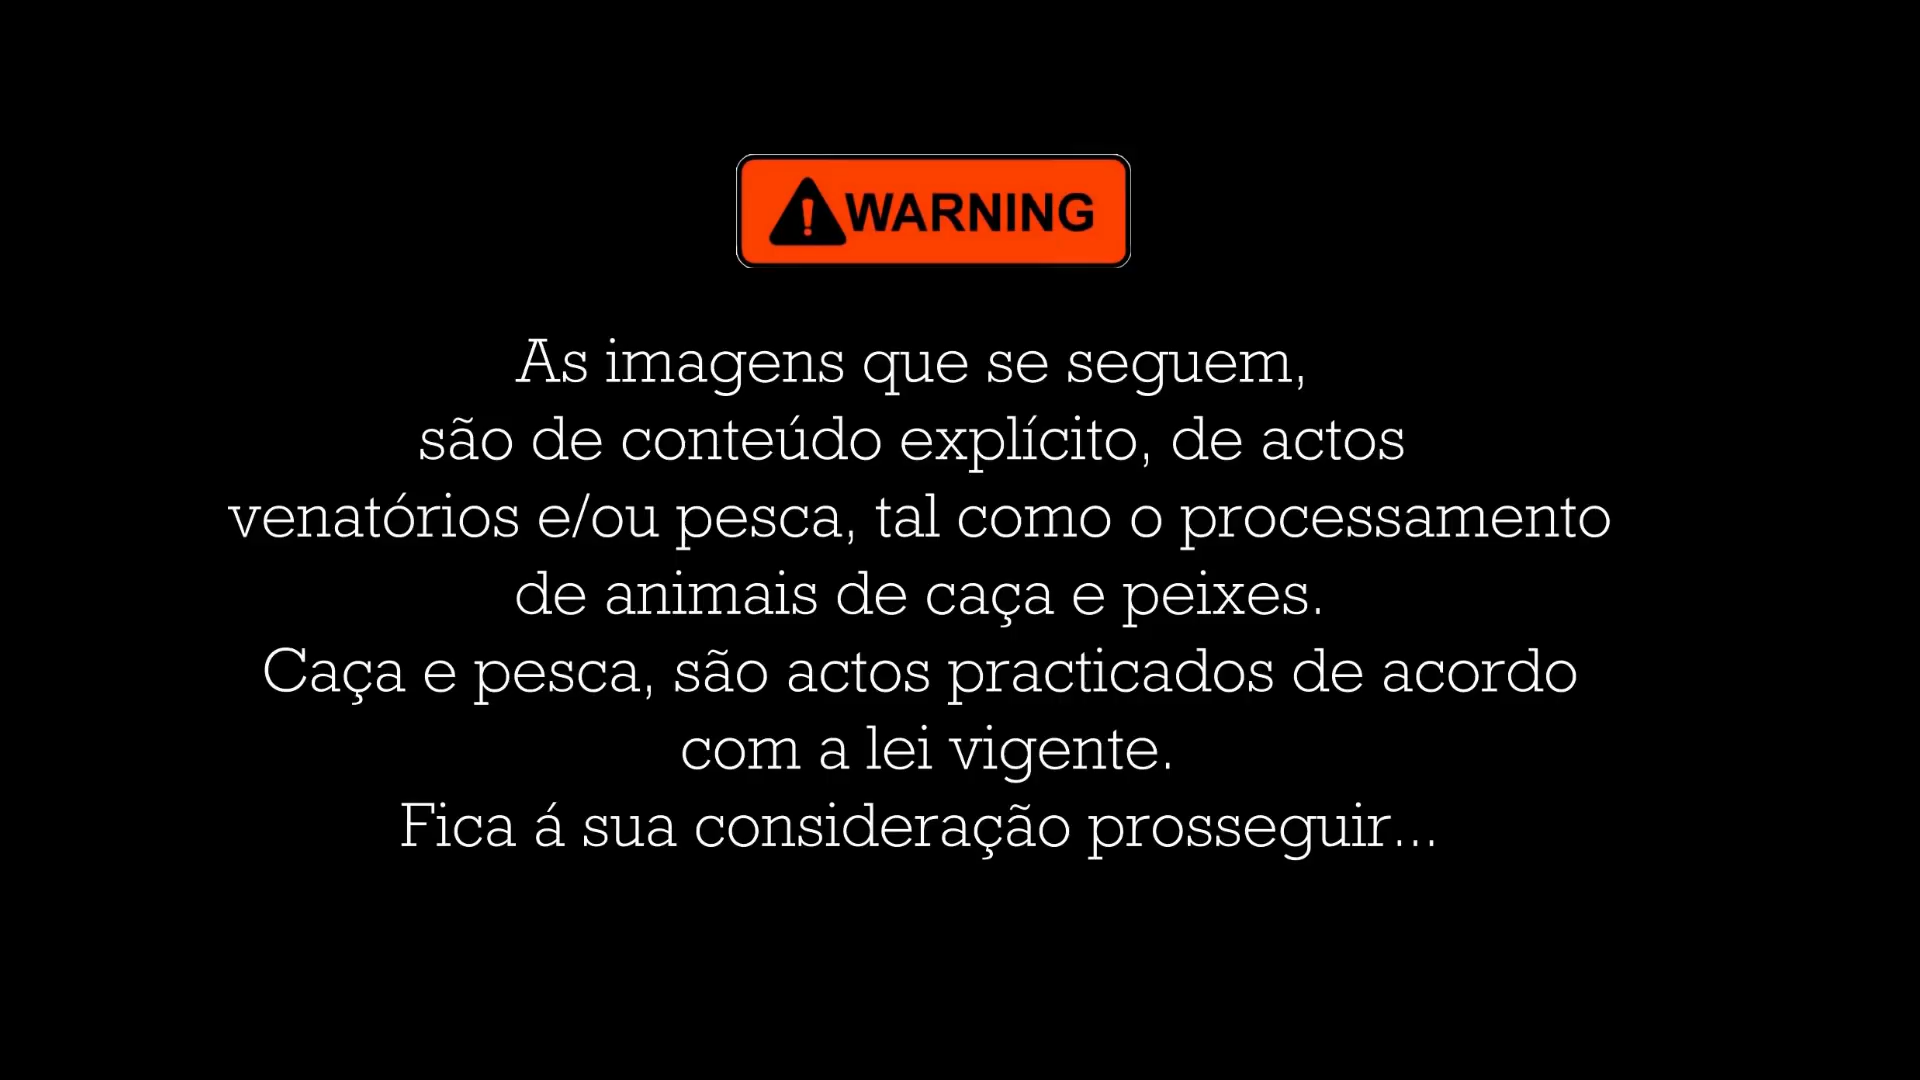 WARNING
As imagens que se seguem,
são de conteúdo explícito, de actos
venatórios e/ou pesca, tal como o processamento
de animais de caça e peixes.
Caça e pesca, são actos practicados de acordo
com a lei vigente.
Fica á sua consideração prosseguir...